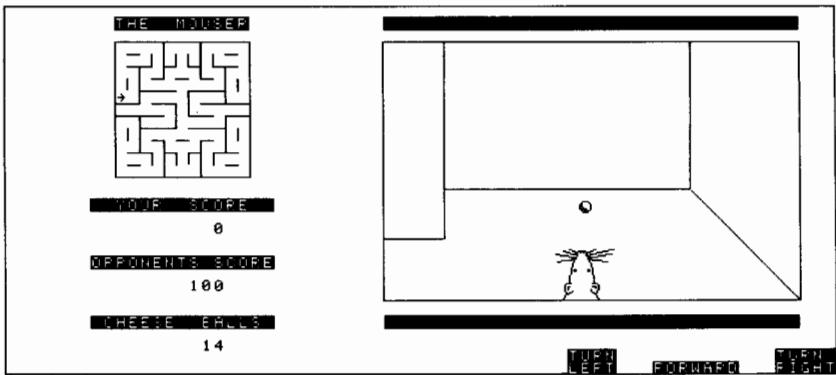 THE MOUSER
YOUR SCORE
0
OPPONENTS SCORE
100
CHEESE BALLS
14
TURN LEFT
FORWARD
TURN RIGHT